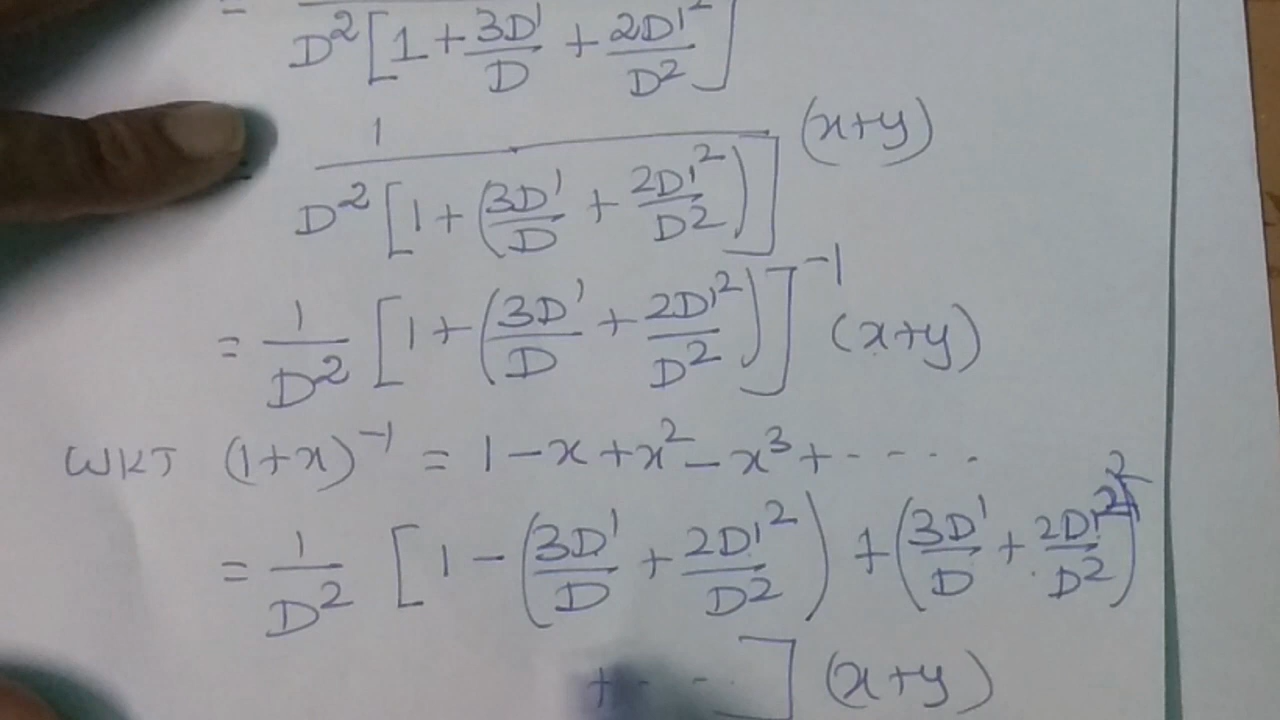 = D²[1 + 3D'/D + 2D'²/D²]
1/D²[1 + (3D'/D + 2D'²/D²)] (x+y)
= 1/D² [1 + (3D'/D + 2D'²/D²)]⁻¹ (x+y)
WKT (1+x)⁻¹ = 1 - x + x² - x³ + - - - -
= 1/D² [1 - (3D'/D + 2D'²/D²) + (3D'/D + 2D'²/D²)²
+ - - - ] (x+y)